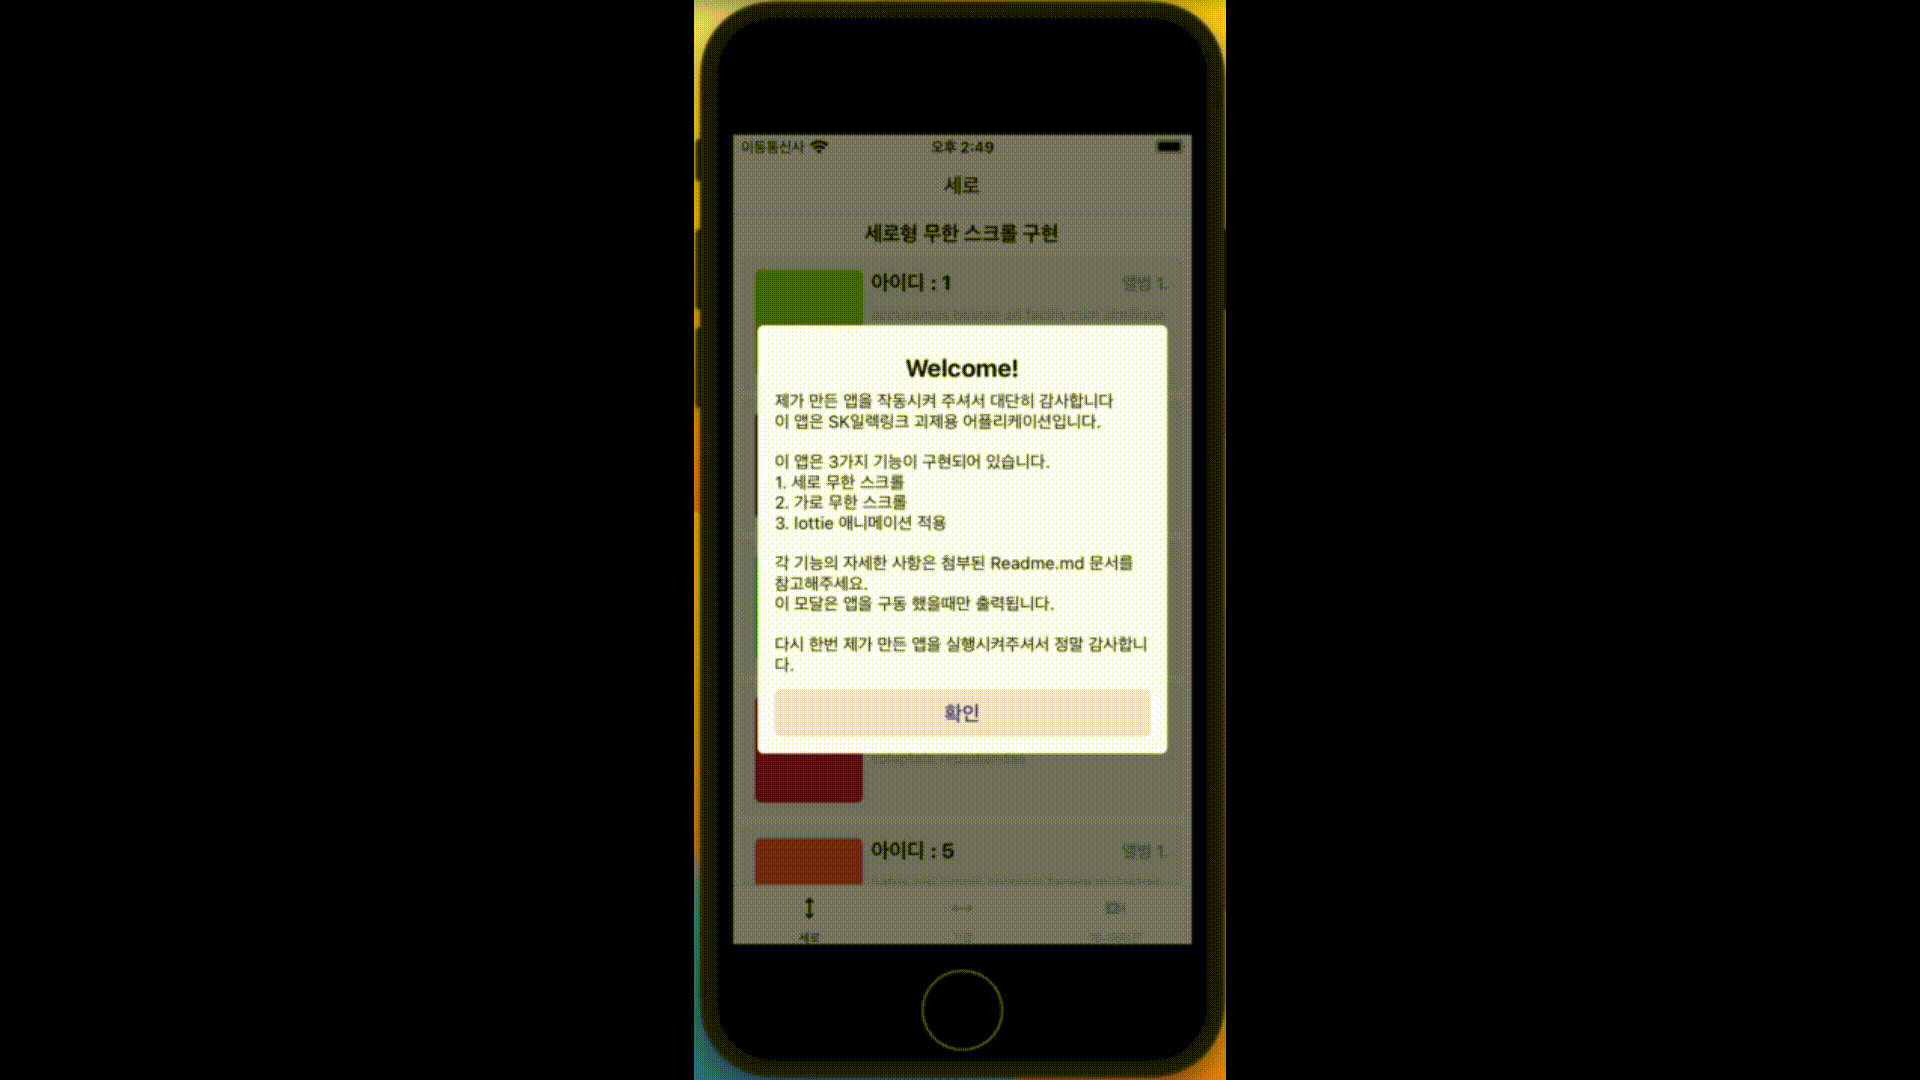 이동통신사 오후 2:49
세로
세로형 무한 스크롤 구현
아이디 : 1 앨범 1.
accusamus beatae ad facilis cum similique
Welcome!
제가 만든 앱을 작동시켜 주셔서 대단히 감사합니다
이 앱은 SK일렉링크 괴제용 어플리케이션입니다.
이 앱은 3가지 기능이 구현되어 있습니다.
1. 세로 무한 스크롤
2. 가로 무한 스크롤
3. lottie 애니메이션 적용
각 기능의 자세한 사항은 첨부된 Readme.md 문서를
참고해주세요.
이 모달은 앱을 구동 했을때만 출력됩니다.
다시 한번 제가 만든 앱을 실행시켜주셔서 정말 감사합니
다.
확인
voluptate repudiandae
아이디 : 5 앨범 1.
세로